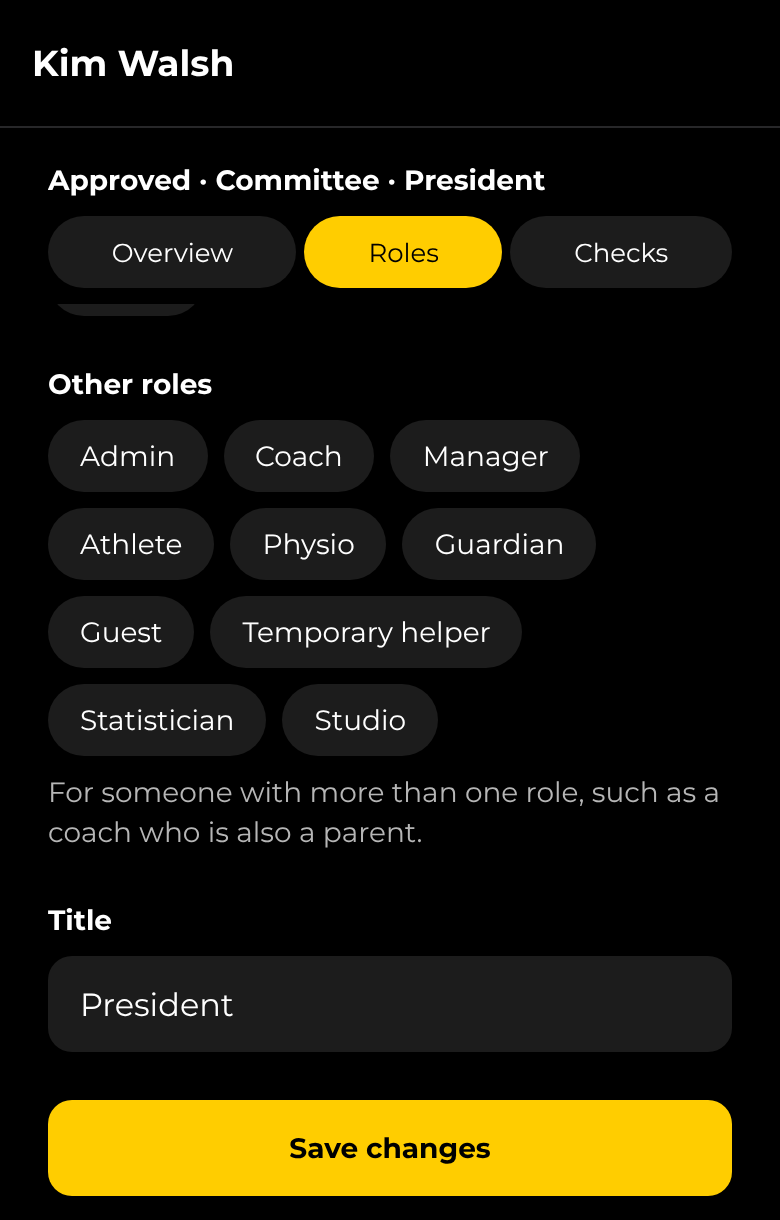 Kim Walsh
Approved · Committee · President
Overview
Roles
Checks
Other roles
Admin
Coach
Manager
Athlete
Physio
Guardian
Guest
Temporary helper
Statistician
Studio
For someone with more than one role, such as a
coach who is also a parent.
Title
President
Save changes